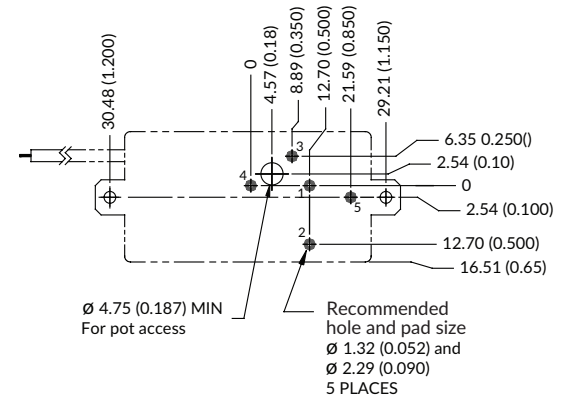 30.48 (1.200)
0
4.57 (0.18)
8.89 (0.350)
12.70 (0.500)
21.59 (0.850)
29.21 (1.150)
3
6.35 0.250()
2.54 (0.10)
4
1
0
5
2.54 (0.100)
2
12.70 (0.500)
16.51 (0.65)
Ø 4.75 (0.187) MIN
For pot access
Recommended
hole and pad size
Ø 1.32 (0.052) and
Ø 2.29 (0.090)
5 PLACES